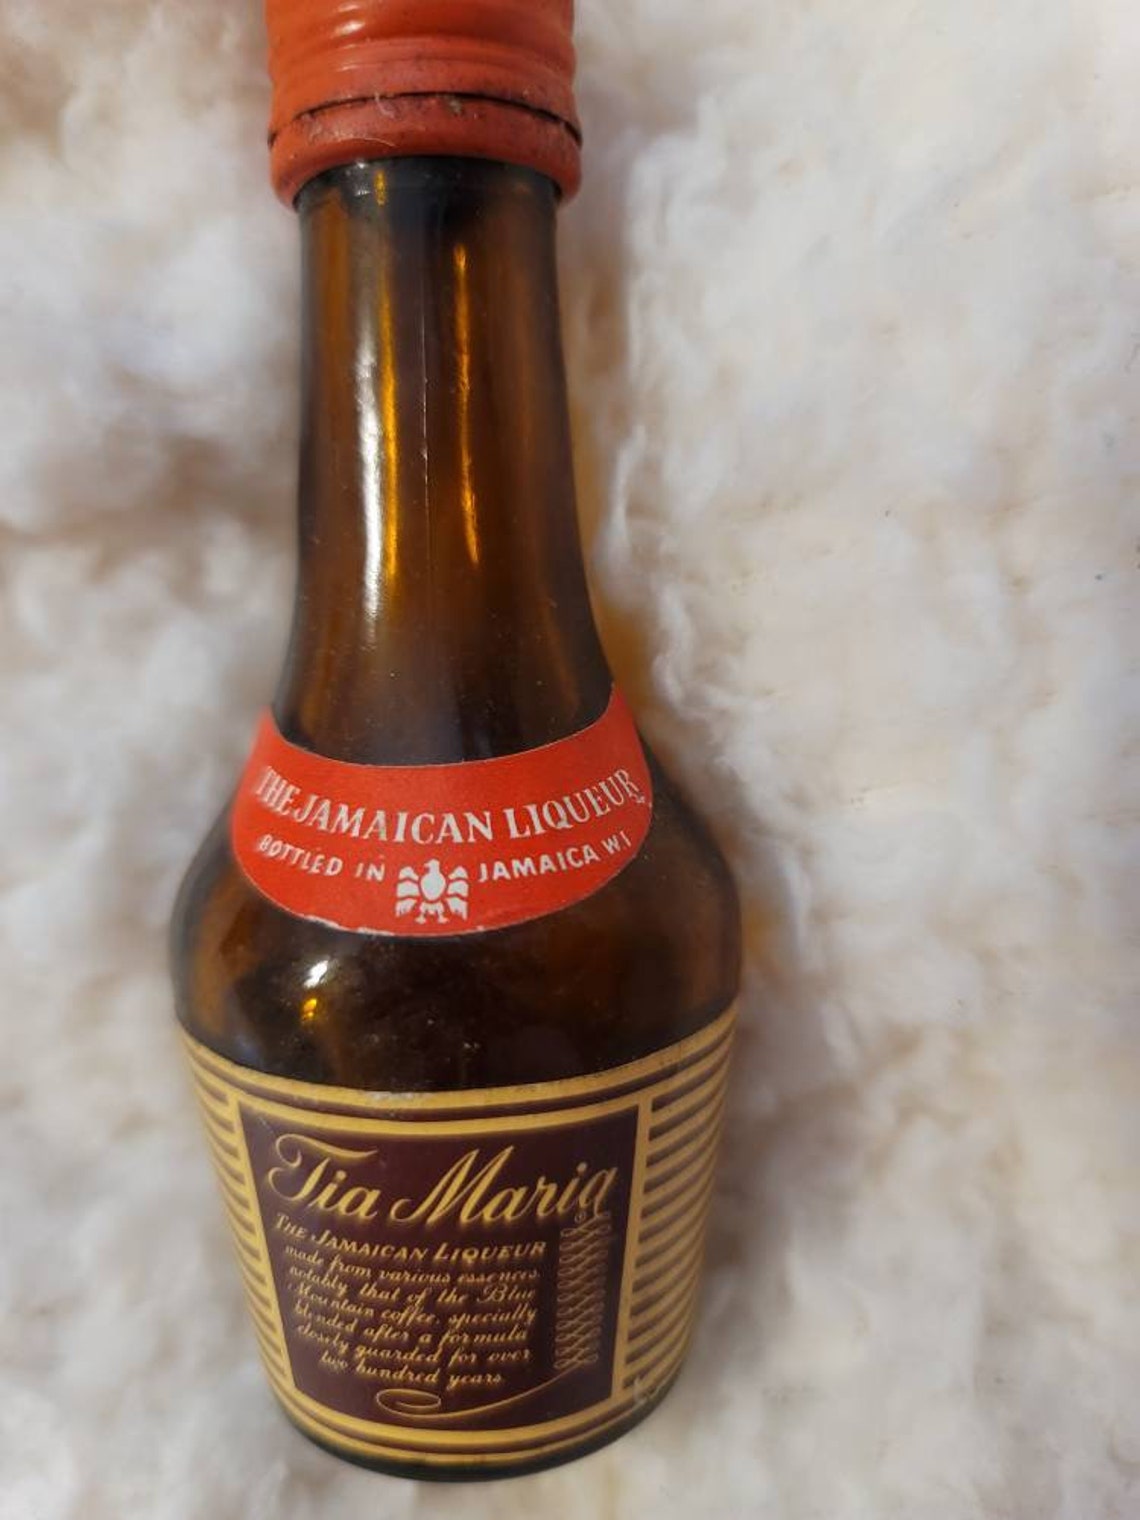 THE JAMAICAN LIQUEUR
BOTTLED IN JAMAICA W.I
Tia Maria
THE JAMAICAN LIQUEUR
made from various essences,
notably that of the Blue
Mountain coffee, specially
blended after a formula
closely guarded for over
two hundred years.